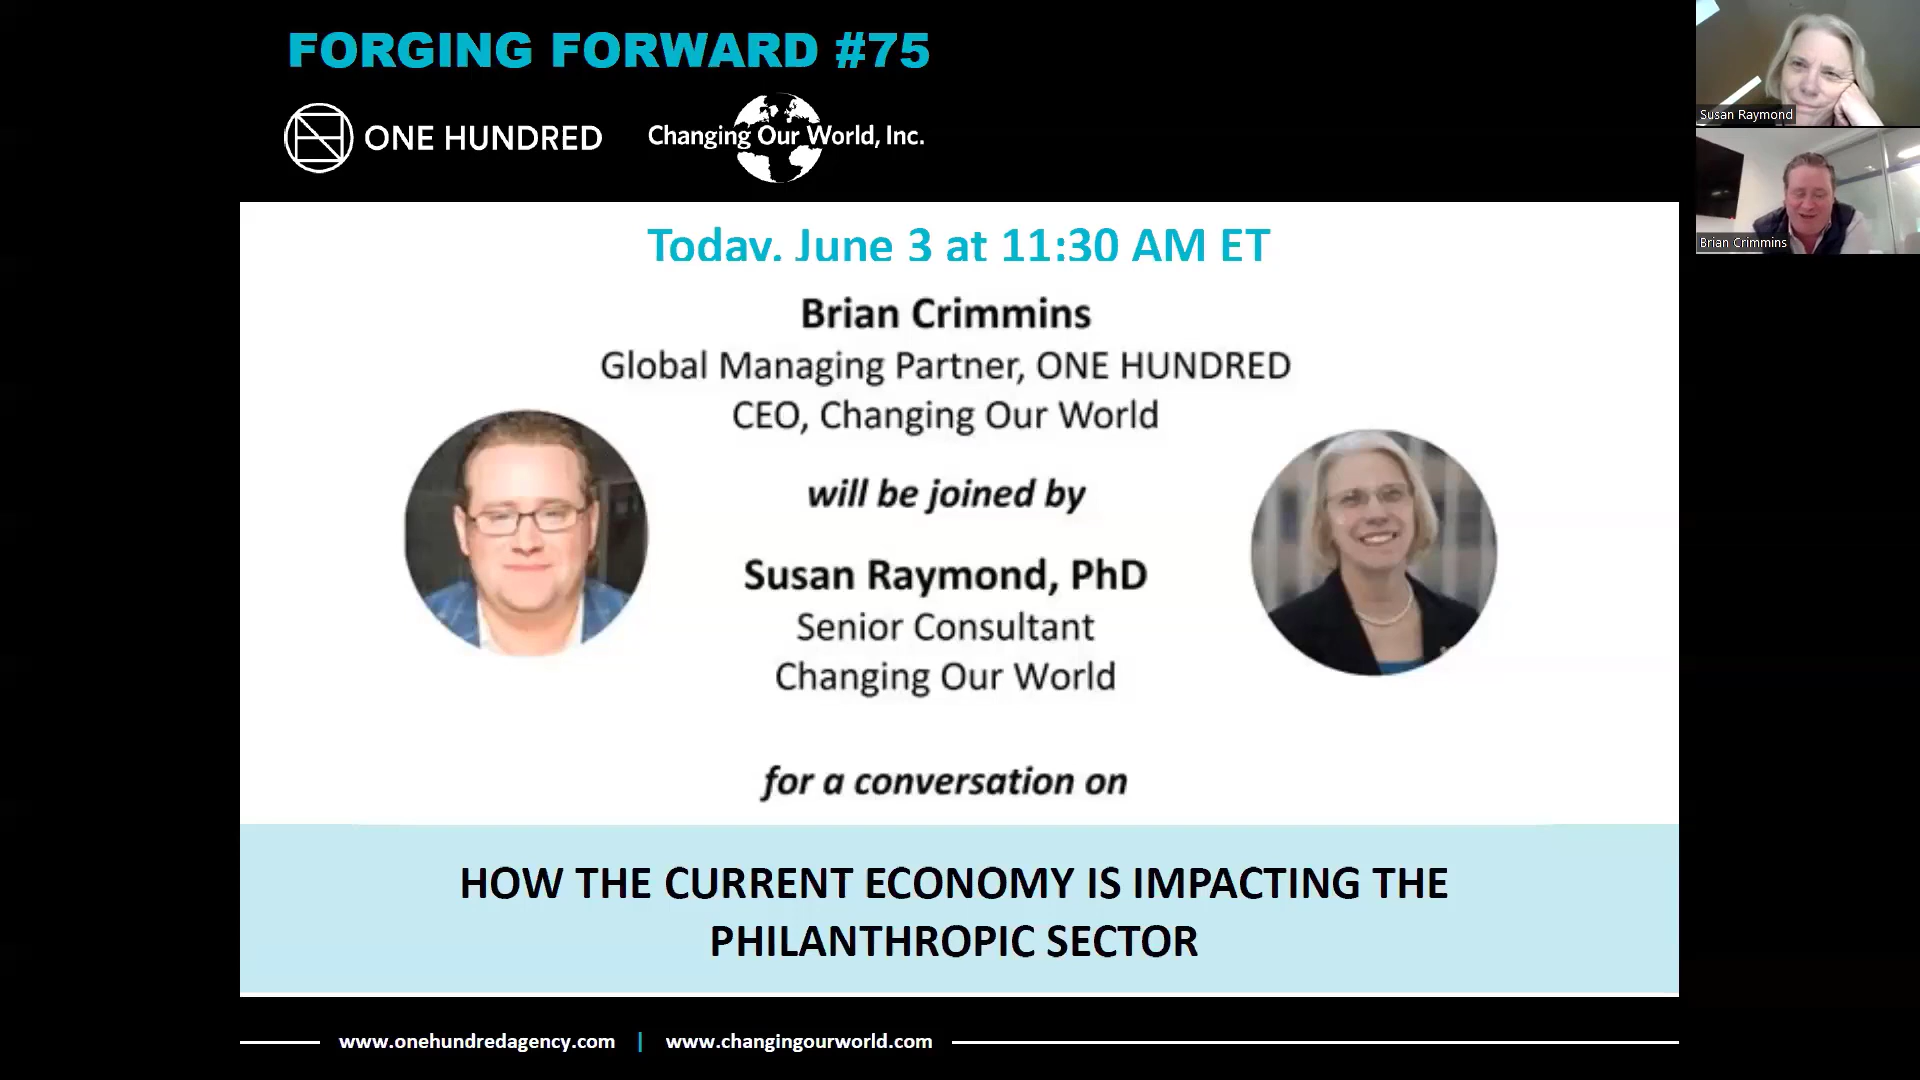 FORGING FORWARD #75
ONE HUNDRED
Changing Our World, Inc.
Today, June 3 at 11:30 AM ET
Brian Crimmins
Global Managing Partner, ONE HUNDRED
CEO, Changing Our World
will be joined by
Susan Raymond, PhD
Senior Consultant
Changing Our World
for a conversation on
HOW THE CURRENT ECONOMY IS IMPACTING THE
PHILANTHROPIC SECTOR
www.onehundredagency.com | www.changingourworld.com
Susan Raymond
Brian Crimmins